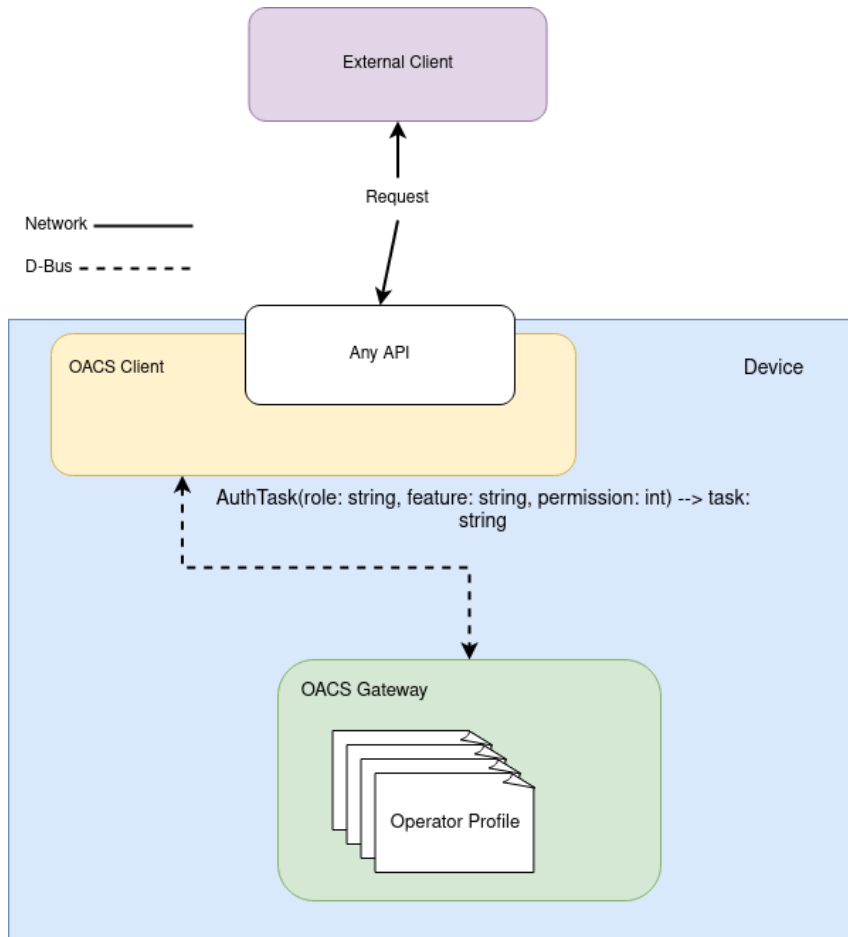 External Client
Request
Network
D-Bus
Any API
OACS Client
Device
AuthTask(role: string, feature: string, permission: int) --> task:
string
OACS Gateway
Operator Profile